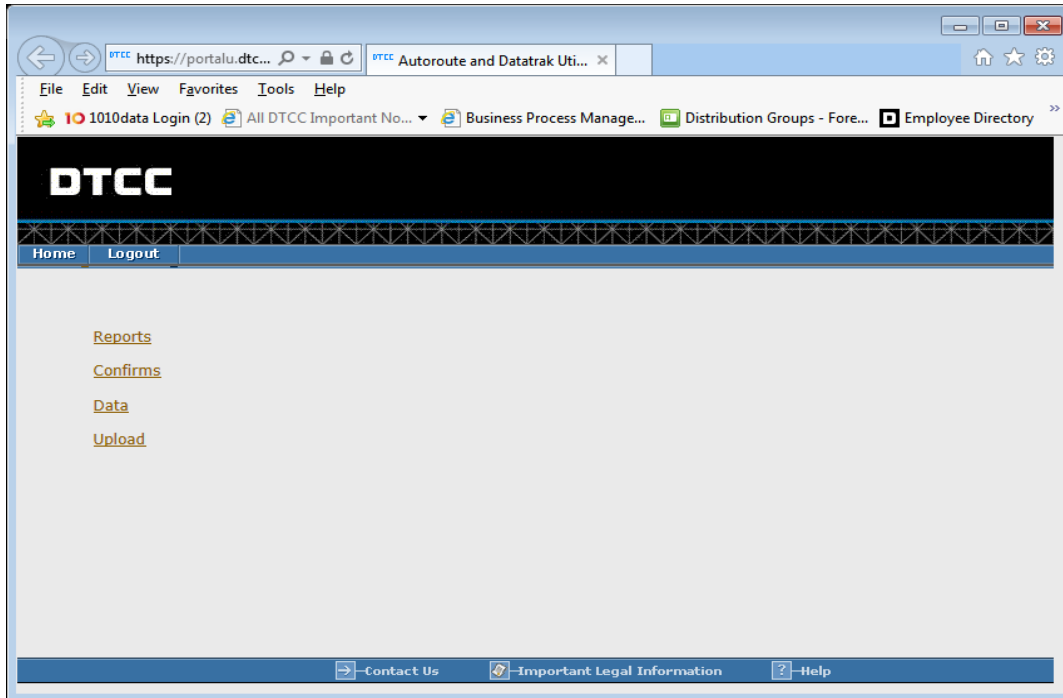 DTCC https://portalu.dtc... DTCC Autoroute and Datatrak Uti...
File Edit View Favorites Tools Help
1010data Login (2) All DTCC Important No... Business Process Manage... Distribution Groups - Fore... Employee Directory »
DTCC
Home Logout
Reports
Confirms
Data
Upload
Contact Us Important Legal Information ? Help